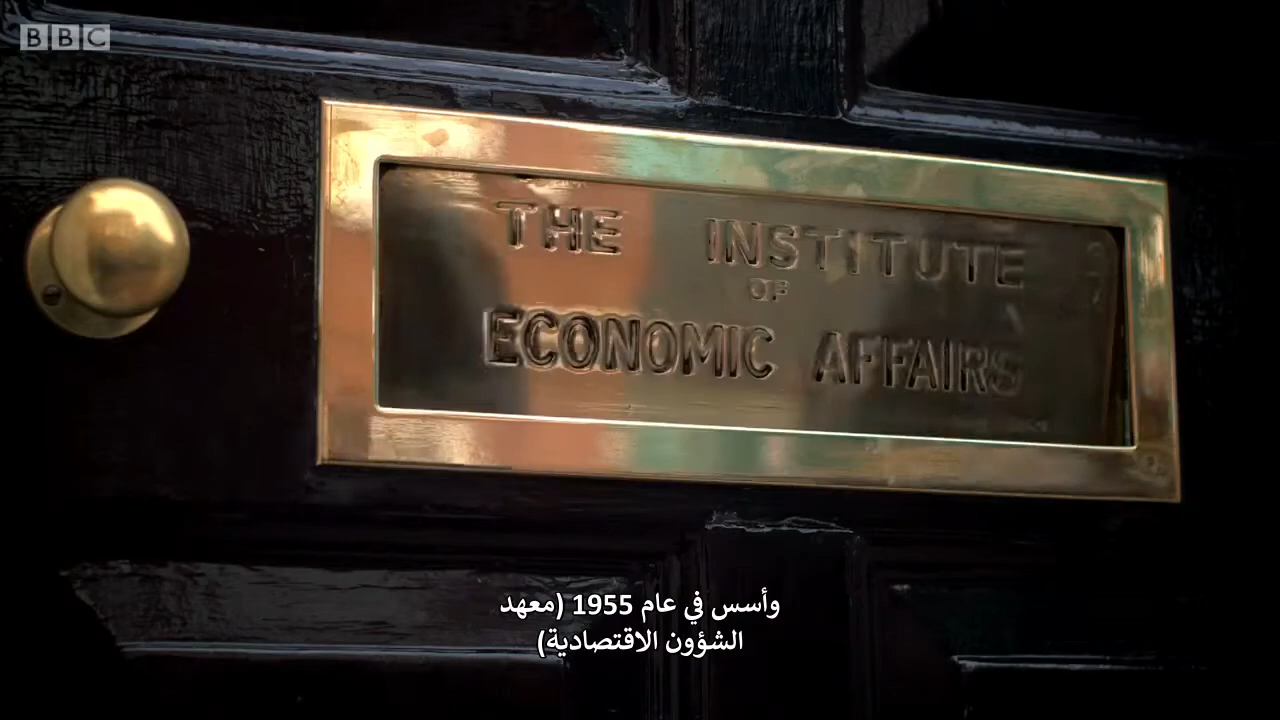 BBC
THE INSTITUTE
OF
ECONOMIC AFFAIRS
وأسس في عام 1955 (معهد
الشؤون الاقتصادية)